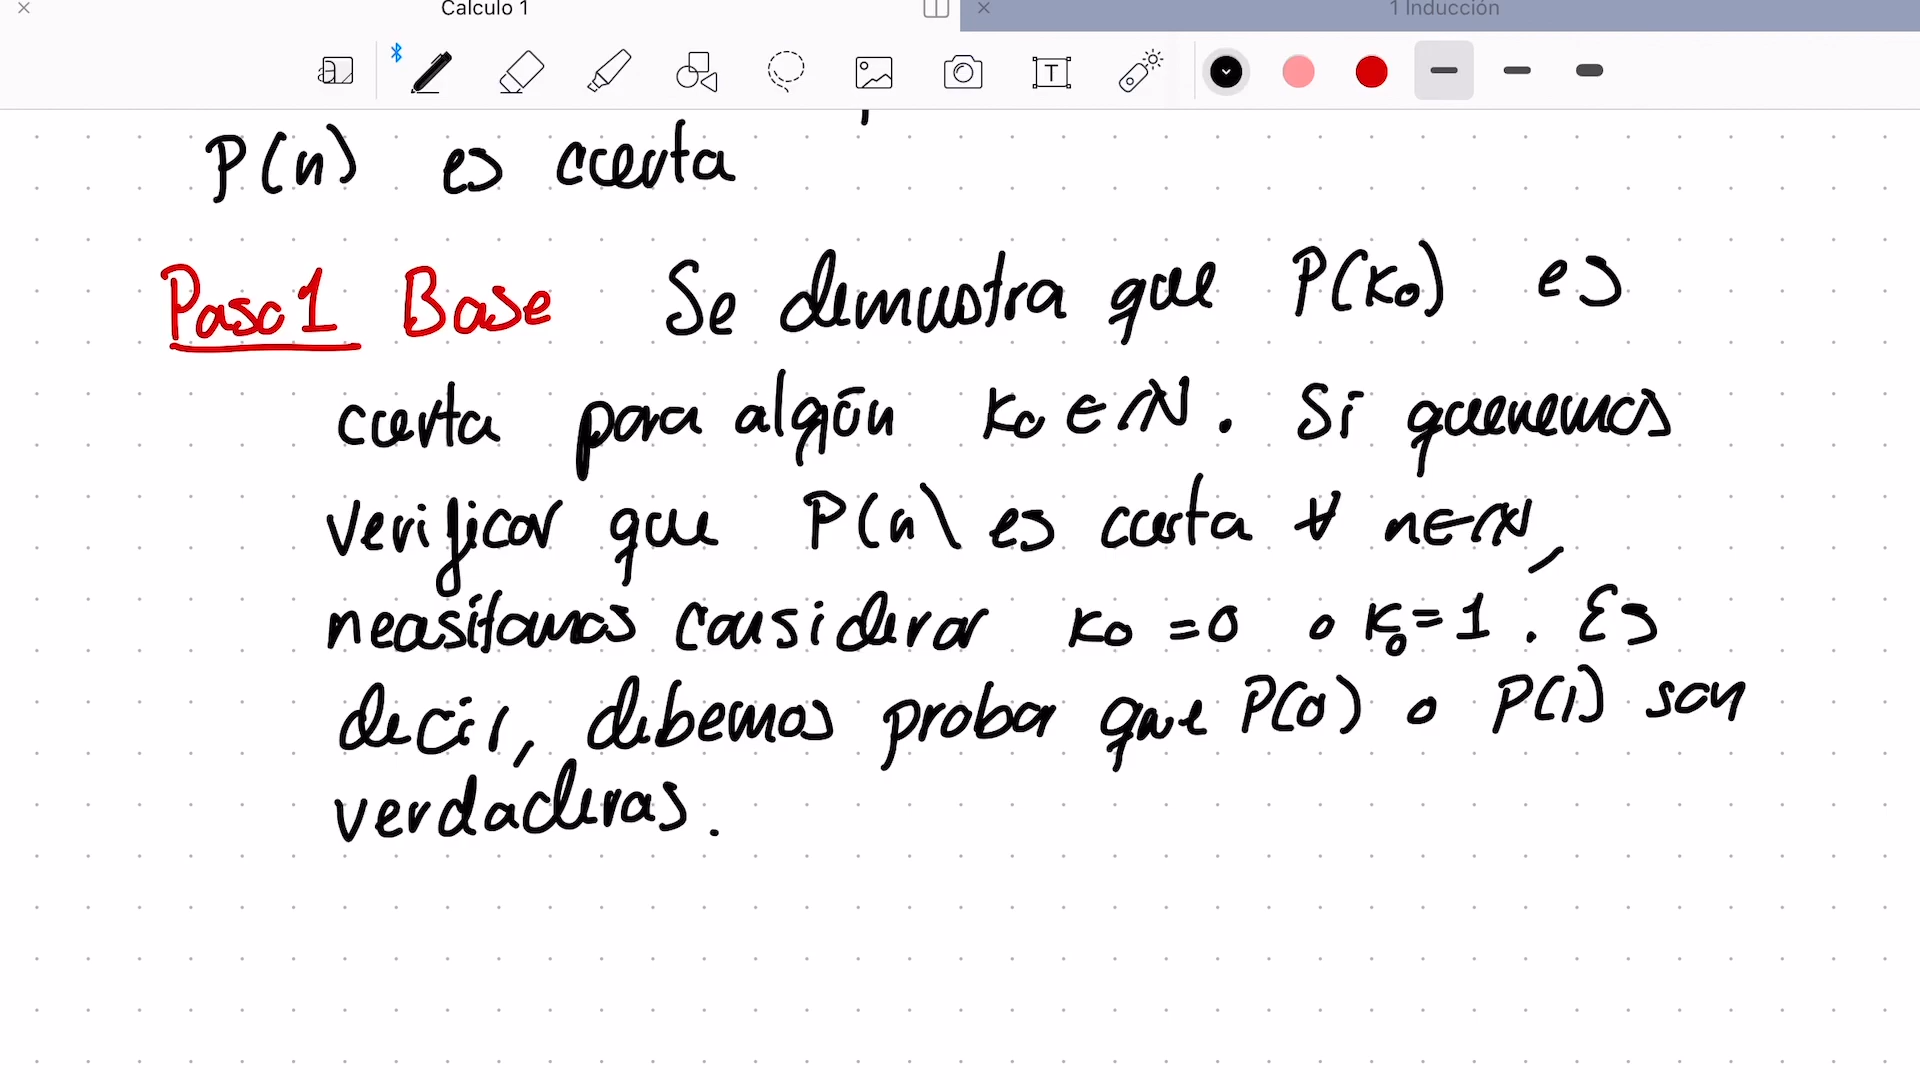 Calculo 1
1 Inducción
P(n) es cierta
Paso 1 Base Se demuestra que P(k₀) es
cierta para algún k₀ ∈ ℕ. Si queremos
verificar que P(n) es cierta ∀ n ∈ ℕ,
necesitamos considerar k₀ = 0 o k₀ = 1. Es
decir, debemos probar que P(0) o P(1) son
verdaderas.